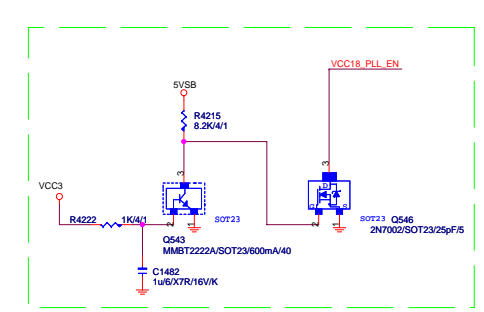 VCC18_PLL_EN
5VSB
R4215
8.2K/4/1
3
3
VCC3
D
G
S
R4222
1K/4/1
2
1
SOT23
2
1
SOT23
Q546
2N7002/SOT23/25pF/5
Q543
MMBT2222A/SOT23/600mA/40
C1482
1u/6/X7R/16V/K